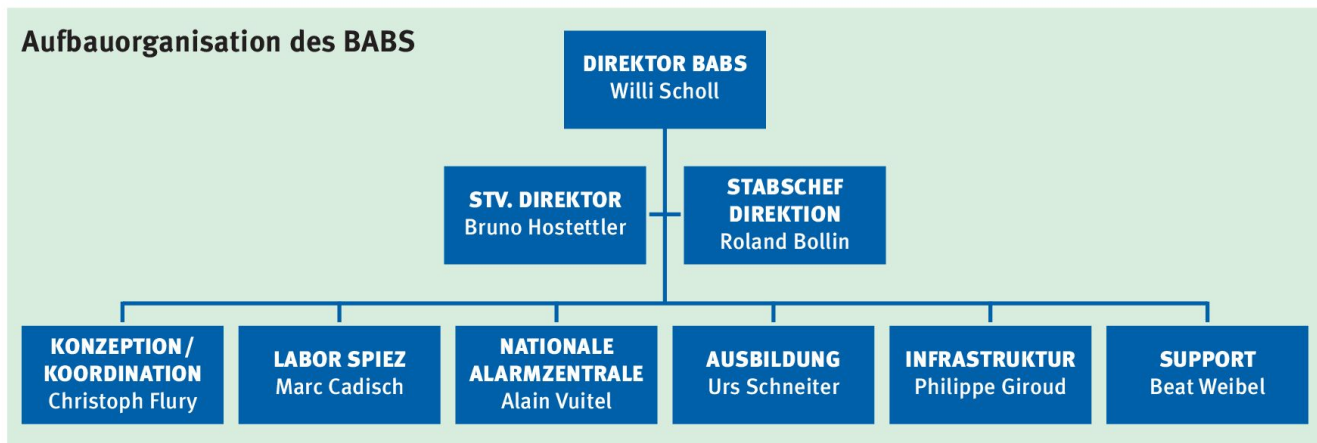 Aufbauorganisation des BABS
DIREKTOR BABS
Willi Scholl
STV. DIREKTOR
Bruno Hostettler
STABSCHEF
DIREKTION
Roland Bollin
KONZEPTION/
KOORDINATION
Christoph Flury
LABOR SPIEZ
Marc Cadisch
NATIONALE
ALARMZENTRALE
Alain Vuitel
AUSBILDUNG
Urs Schneiter
INFRASTRUKTUR
Philippe Giroud
SUPPORT
Beat Weibel